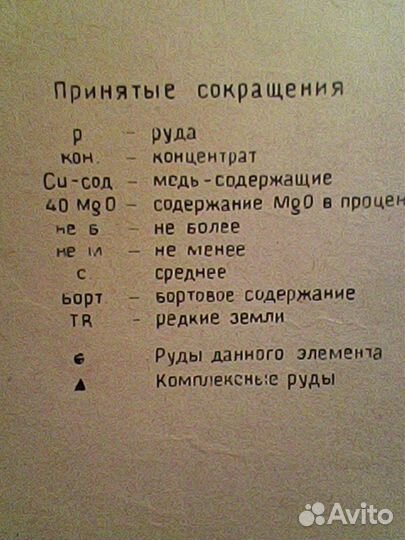 Принятые сокращения
р – руда
кон. – концентрат
Cu-сод – медь-содержащие
40 MgO – содержание MgO в процен
не б – не более
не м – не менее
с. – среднее
борт – бортовое содержание
TR – редкие земли
Руды данного элемента
▲ Комплексные руды
Avito